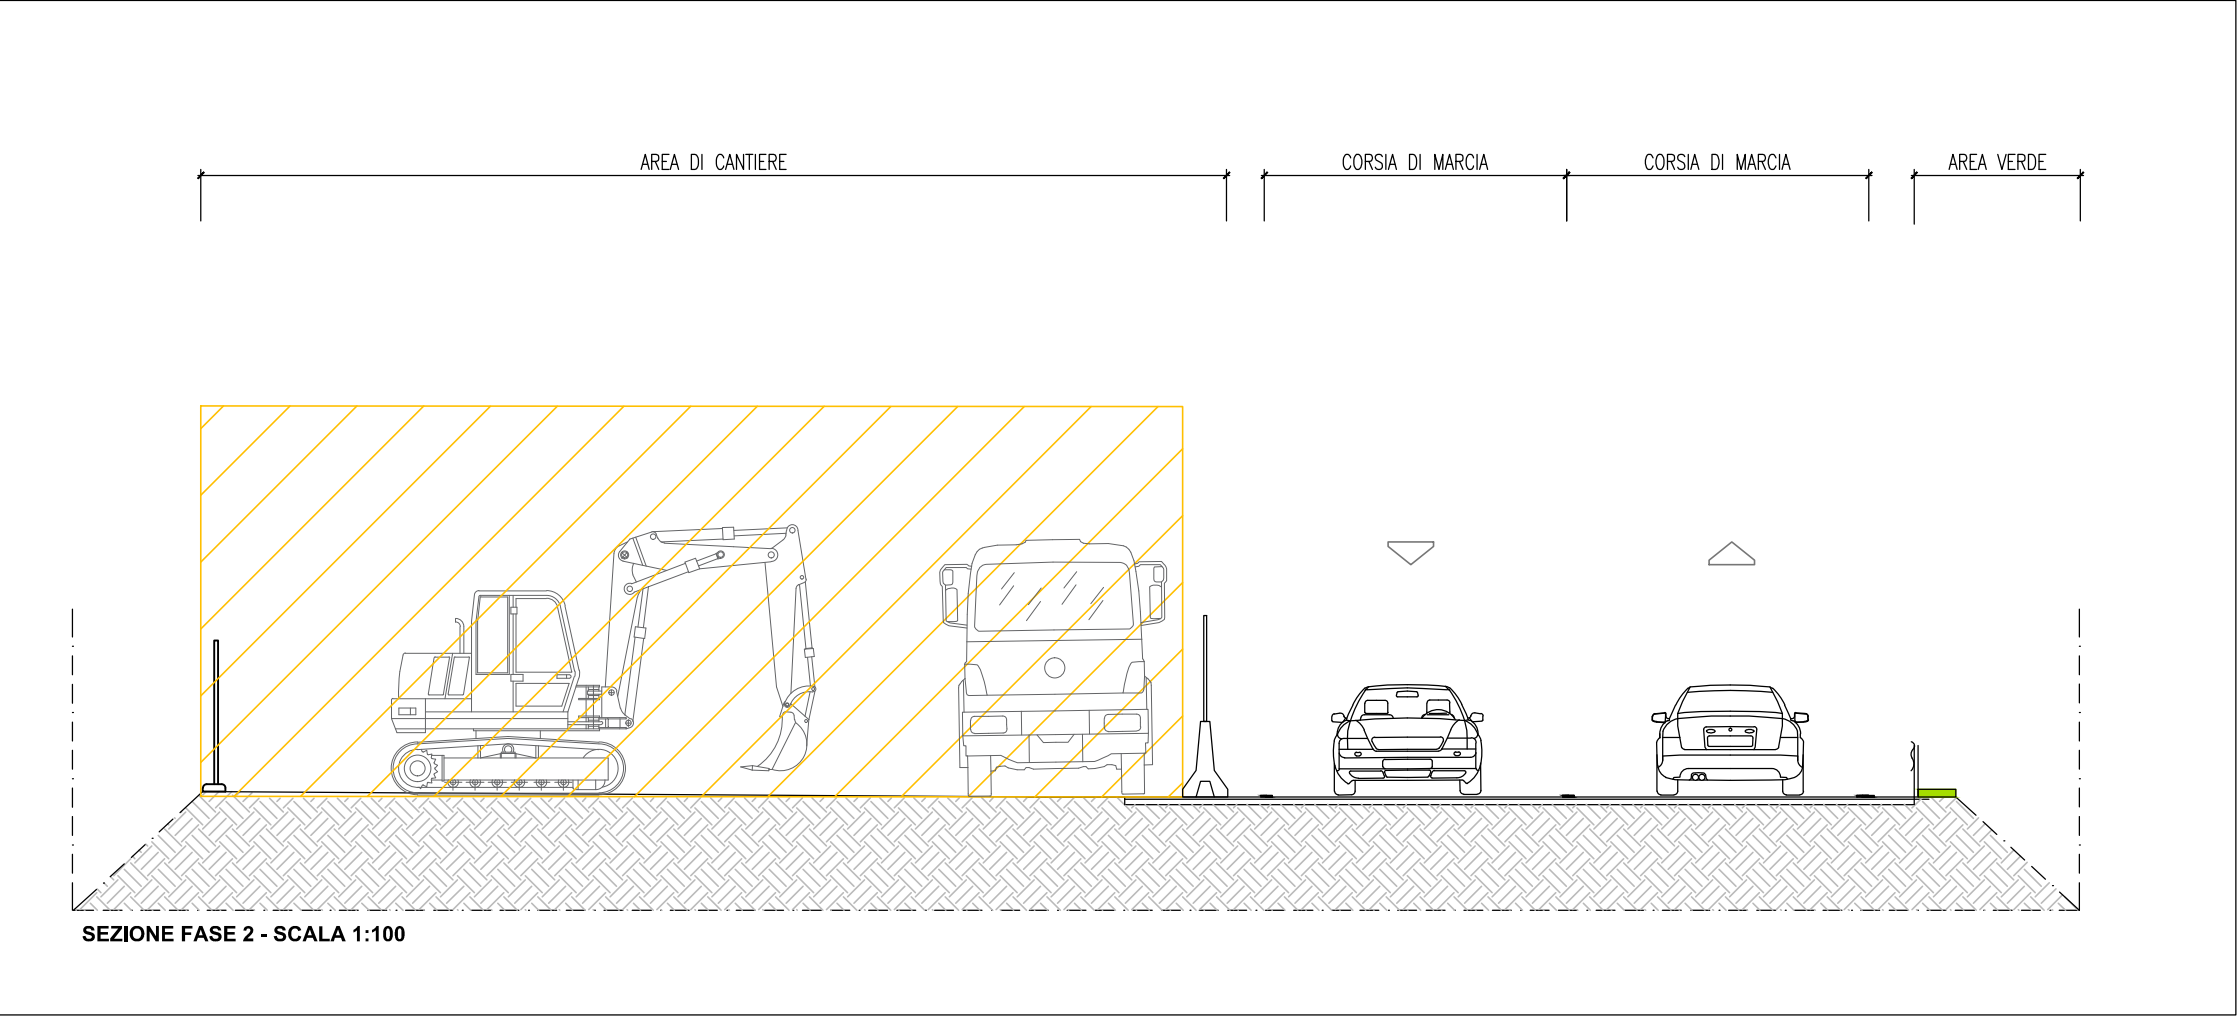 AREA DI CANTIERE
CORSIA DI MARCIA
CORSIA DI MARCIA
AREA VERDE
SEZIONE FASE 2 - SCALA 1:100